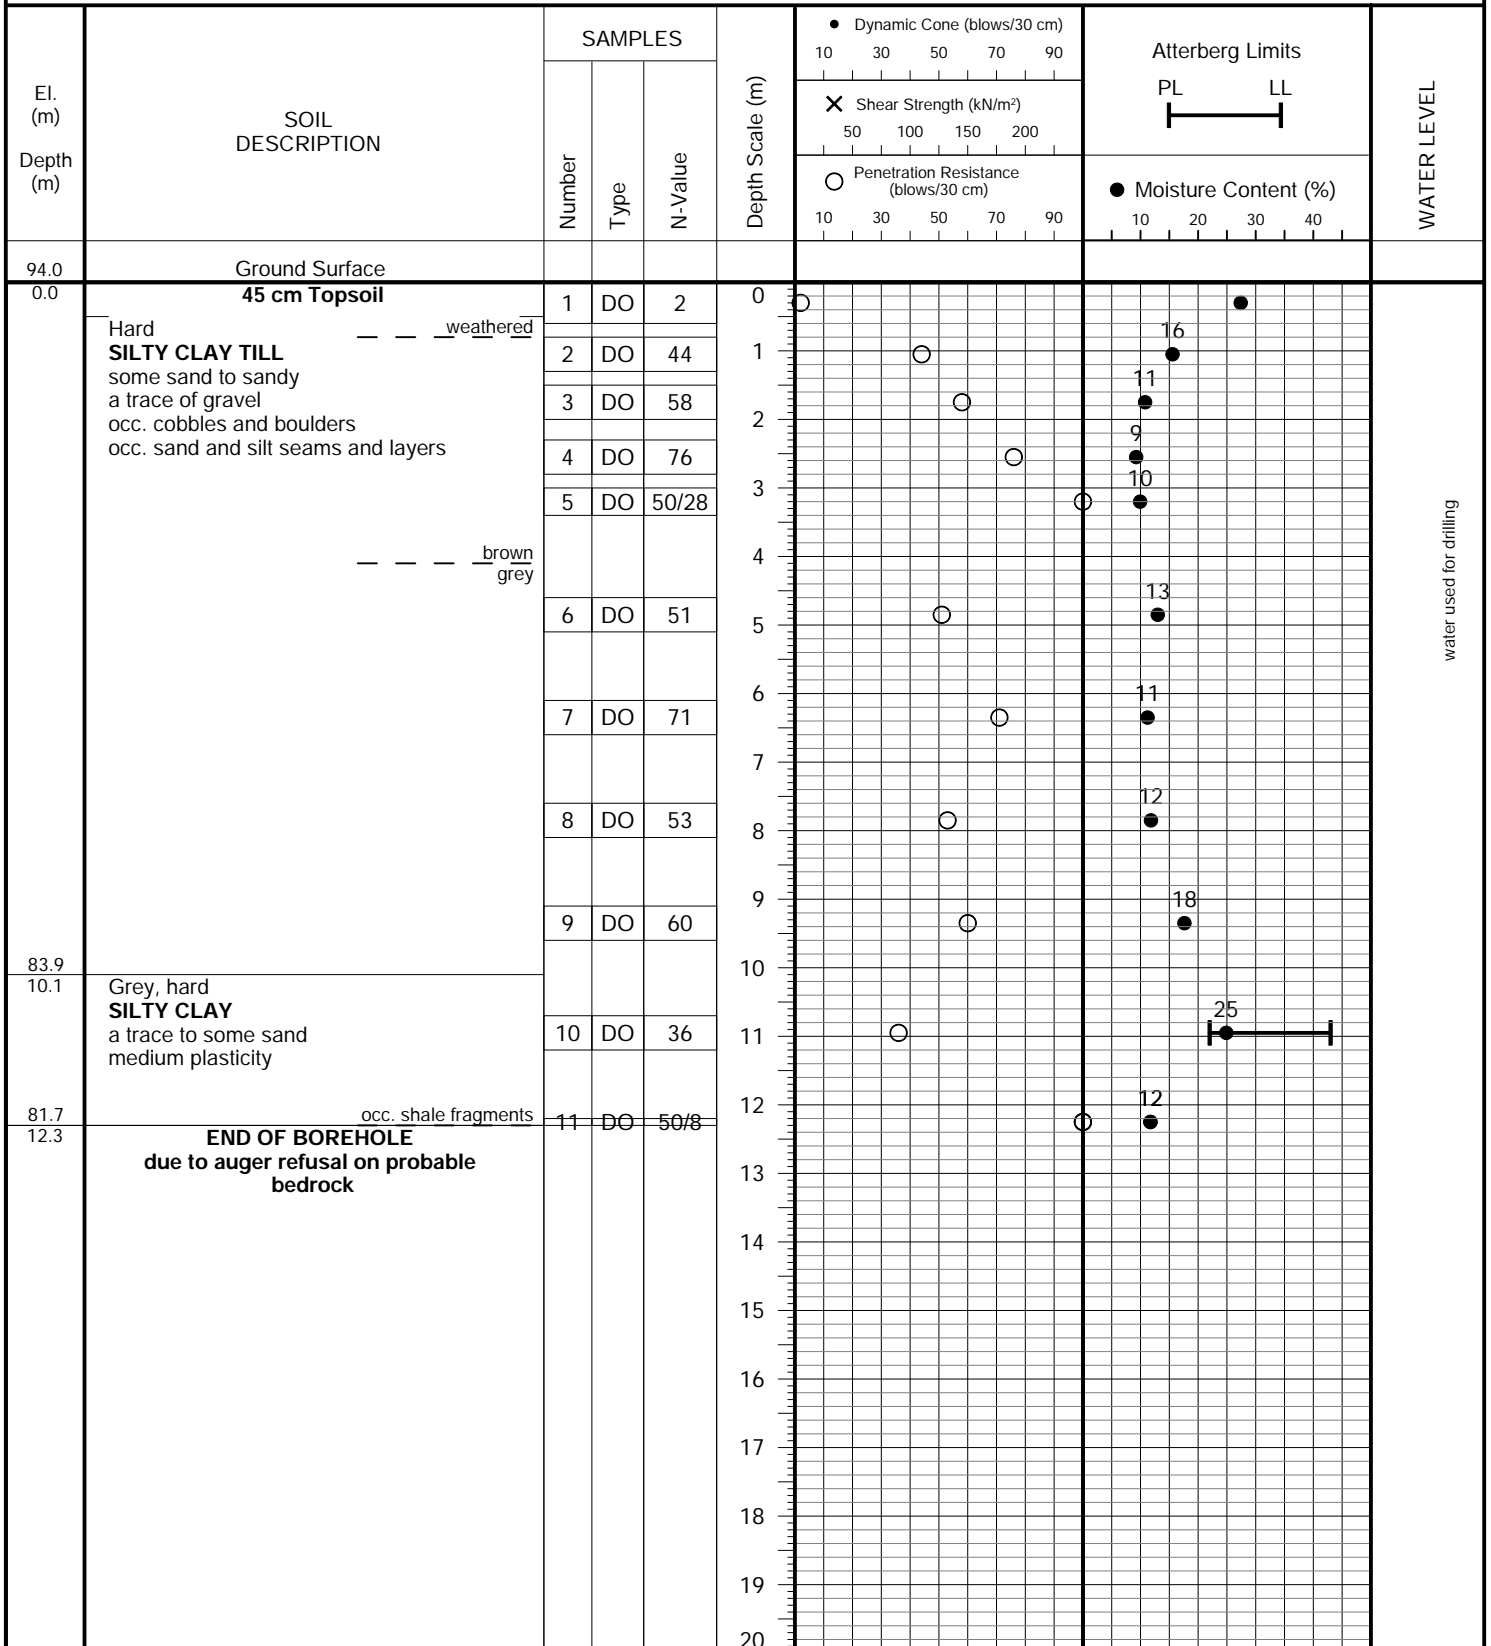 El.
(m)
Depth
(m)
SOIL
DESCRIPTION
SAMPLES
Number
Type
N-Value
Depth Scale (m)
Dynamic Cone (blows/30 cm)
10 30 50 70 90
Shear Strength (kN/m²)
50 100 150 200
Penetration Resistance
(blows/30 cm)
10 30 50 70 90
Atterberg Limits
PL LL
Moisture Content (%)
10 20 30 40
WATER LEVEL
94.0 Ground Surface
0.0 45 cm Topsoil
1 DO 2
0
Hard weathered
SILTY CLAY TILL
some sand to sandy
a trace of gravel
occ. cobbles and boulders
occ. sand and silt seams and layers
16
2 DO 44
1
11
3 DO 58
2
9
4 DO 76
10
3
5 DO 50/28
water used for drilling
brown
4
grey
13
6 DO 51
5
6
11
7 DO 71
7
12
8 DO 53
8
9
18
9 DO 60
83.9
10
10.1 Grey, hard
SILTY CLAY
a trace to some sand
medium plasticity
25
10 DO 36
11
12
12
81.7 occ. shale fragments
11 DO 50/8
12.3 END OF BOREHOLE
due to auger refusal on probable
bedrock
13
14
15
16
17
18
19
20